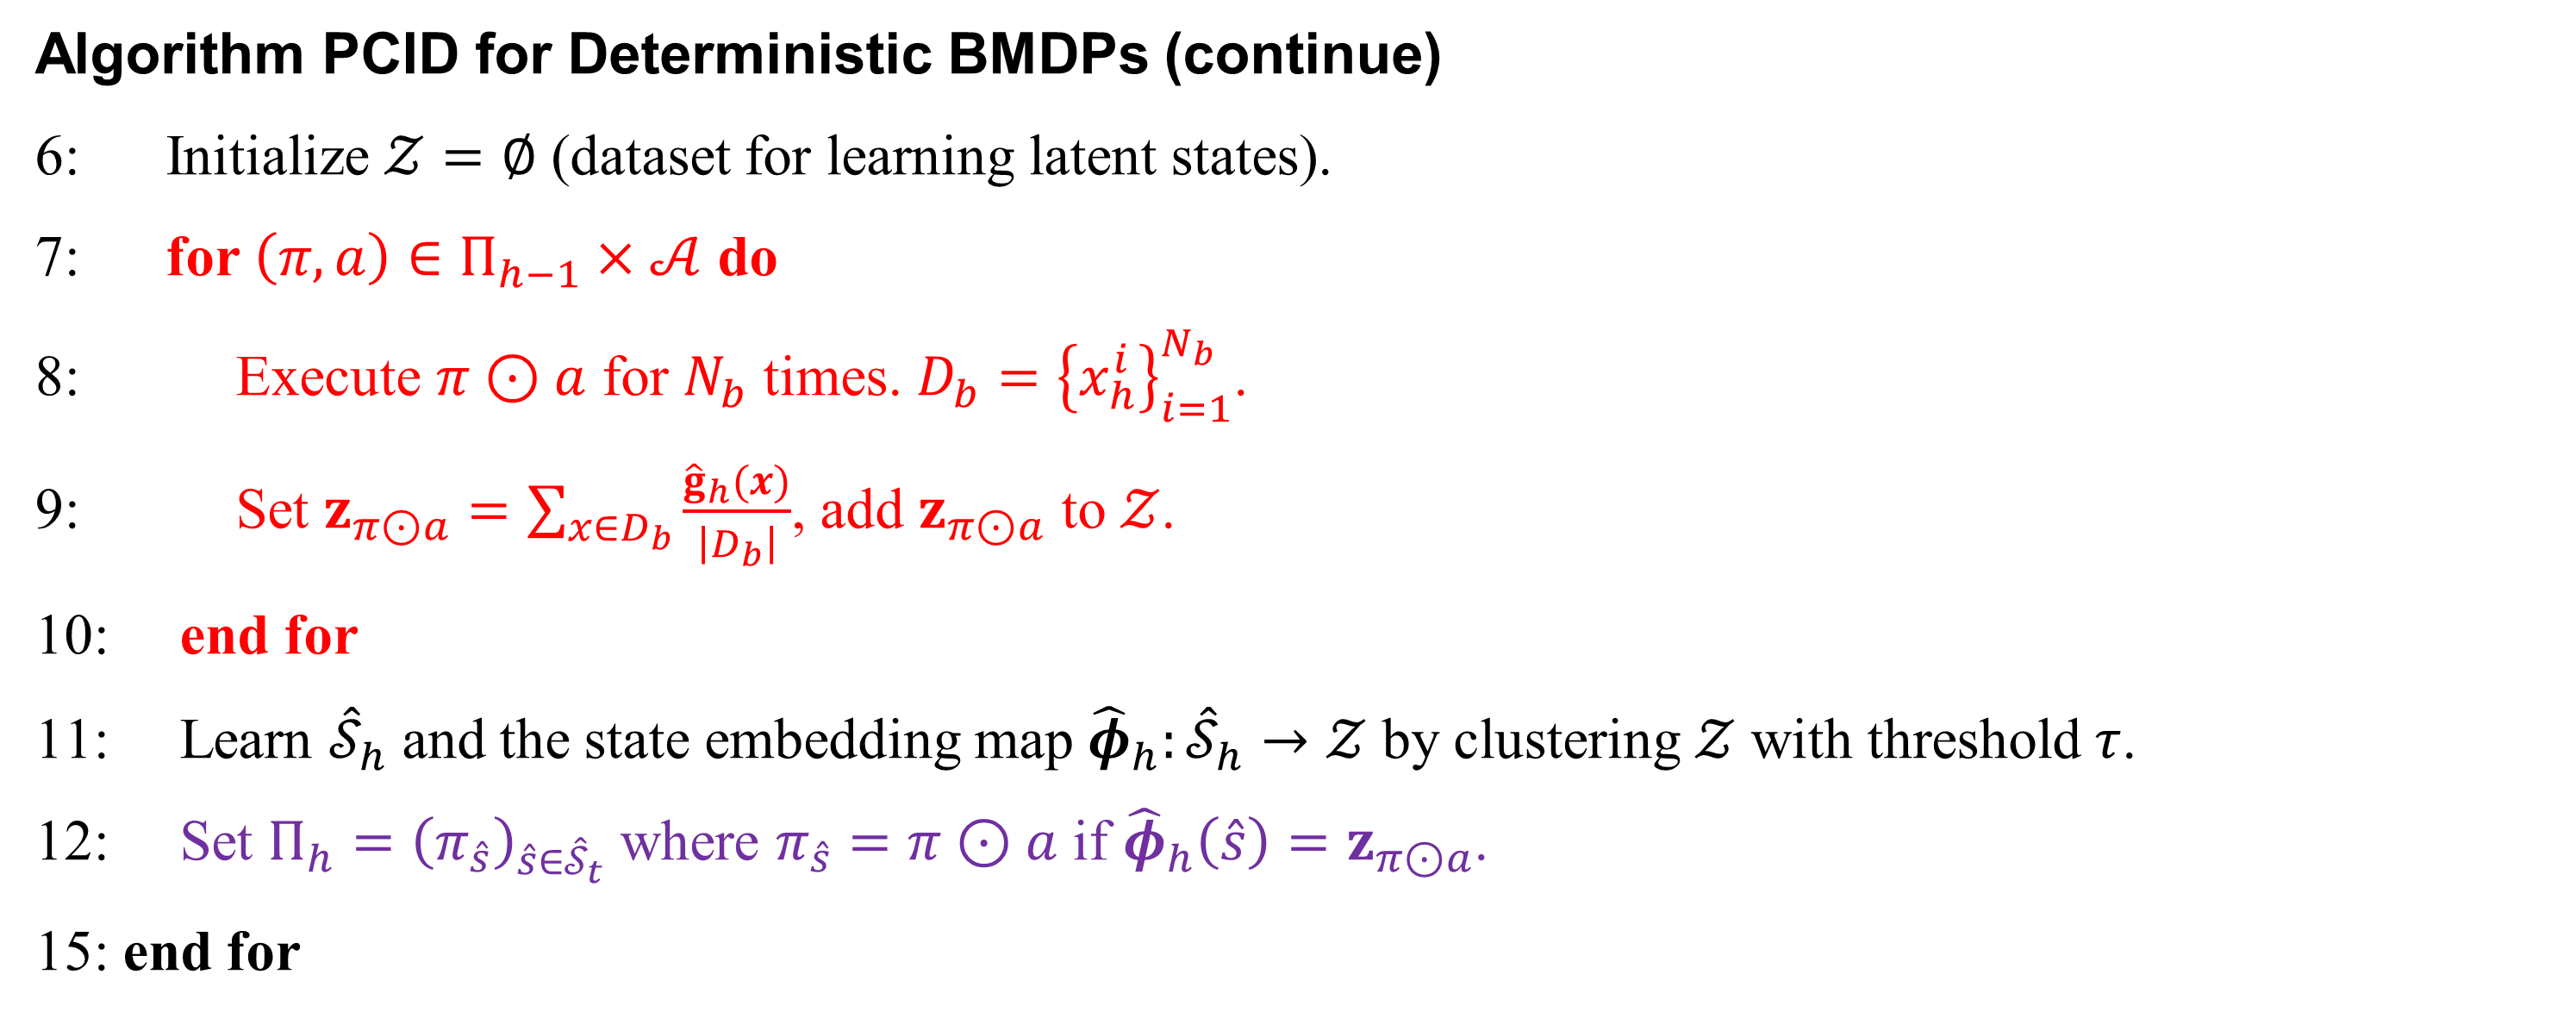 Algorithm PCID for Deterministic BMDPs (continue)
6: Initialize 𝒵 = ∅ (dataset for learning latent states).
7: for (π, a) ∈ Π_{h−1} × 𝒜 do
8: Execute π ⊙ a for N_b times. D_b = {x_h^i}_{i=1}^{N_b}.
9: Set 𝐳_{π⊙a} = ∑_{x∈D_b} ĝ_h(x)/|D_b|, add 𝐳_{π⊙a} to 𝒵.
10: end for
11: Learn 𝒮̂_h and the state embedding map ϕ̂_h: 𝒮̂_h → 𝒵 by clustering 𝒵 with threshold τ.
12: Set Π_h = (π_ŝ)_{ŝ∈𝒮̂_t} where π_ŝ = π ⊙ a if ϕ̂_h(ŝ) = 𝐳_{π⊙a}.
15: end for